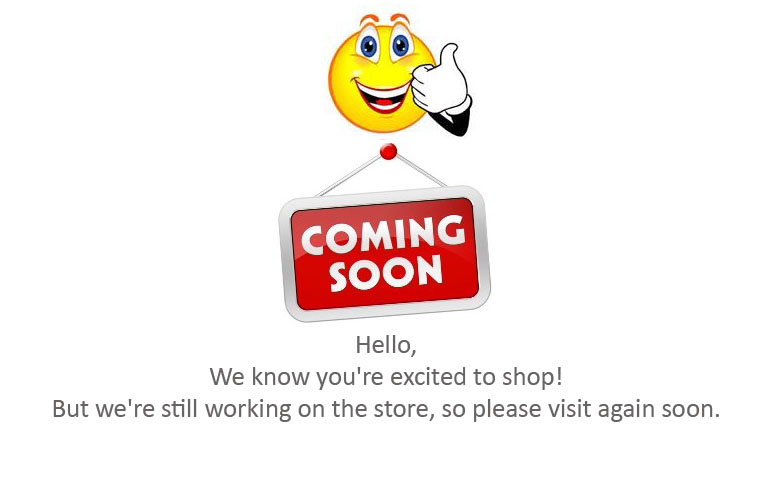 COMING
SOON
Hello,
We know you're excited to shop!
But we're still working on the store, so please visit again soon.